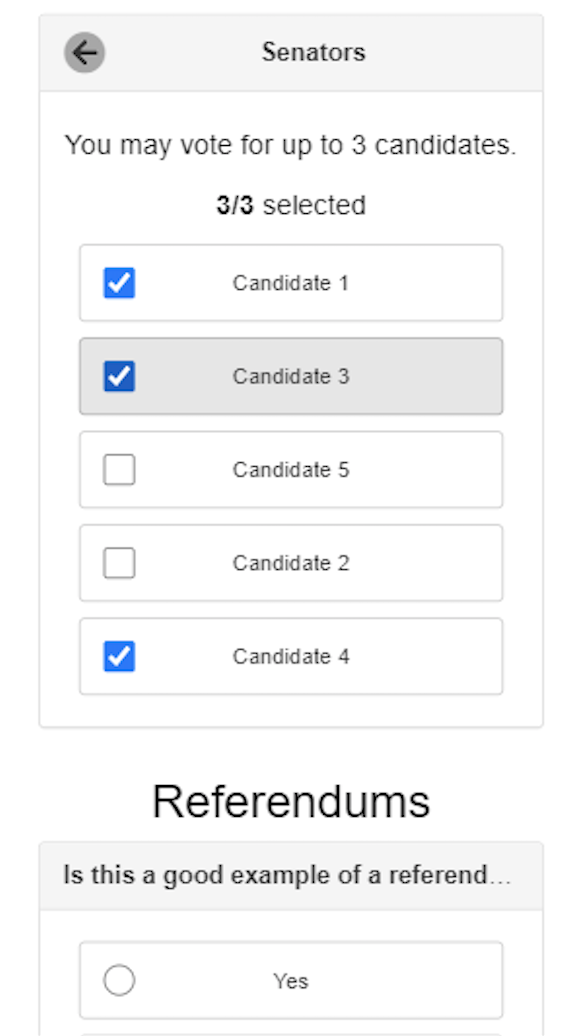 Senators
You may vote for up to 3 candidates.
3/3 selected
Candidate 1
Candidate 3
Candidate 5
Candidate 2
Candidate 4
Referendums
Is this a good example of a referend...
Yes